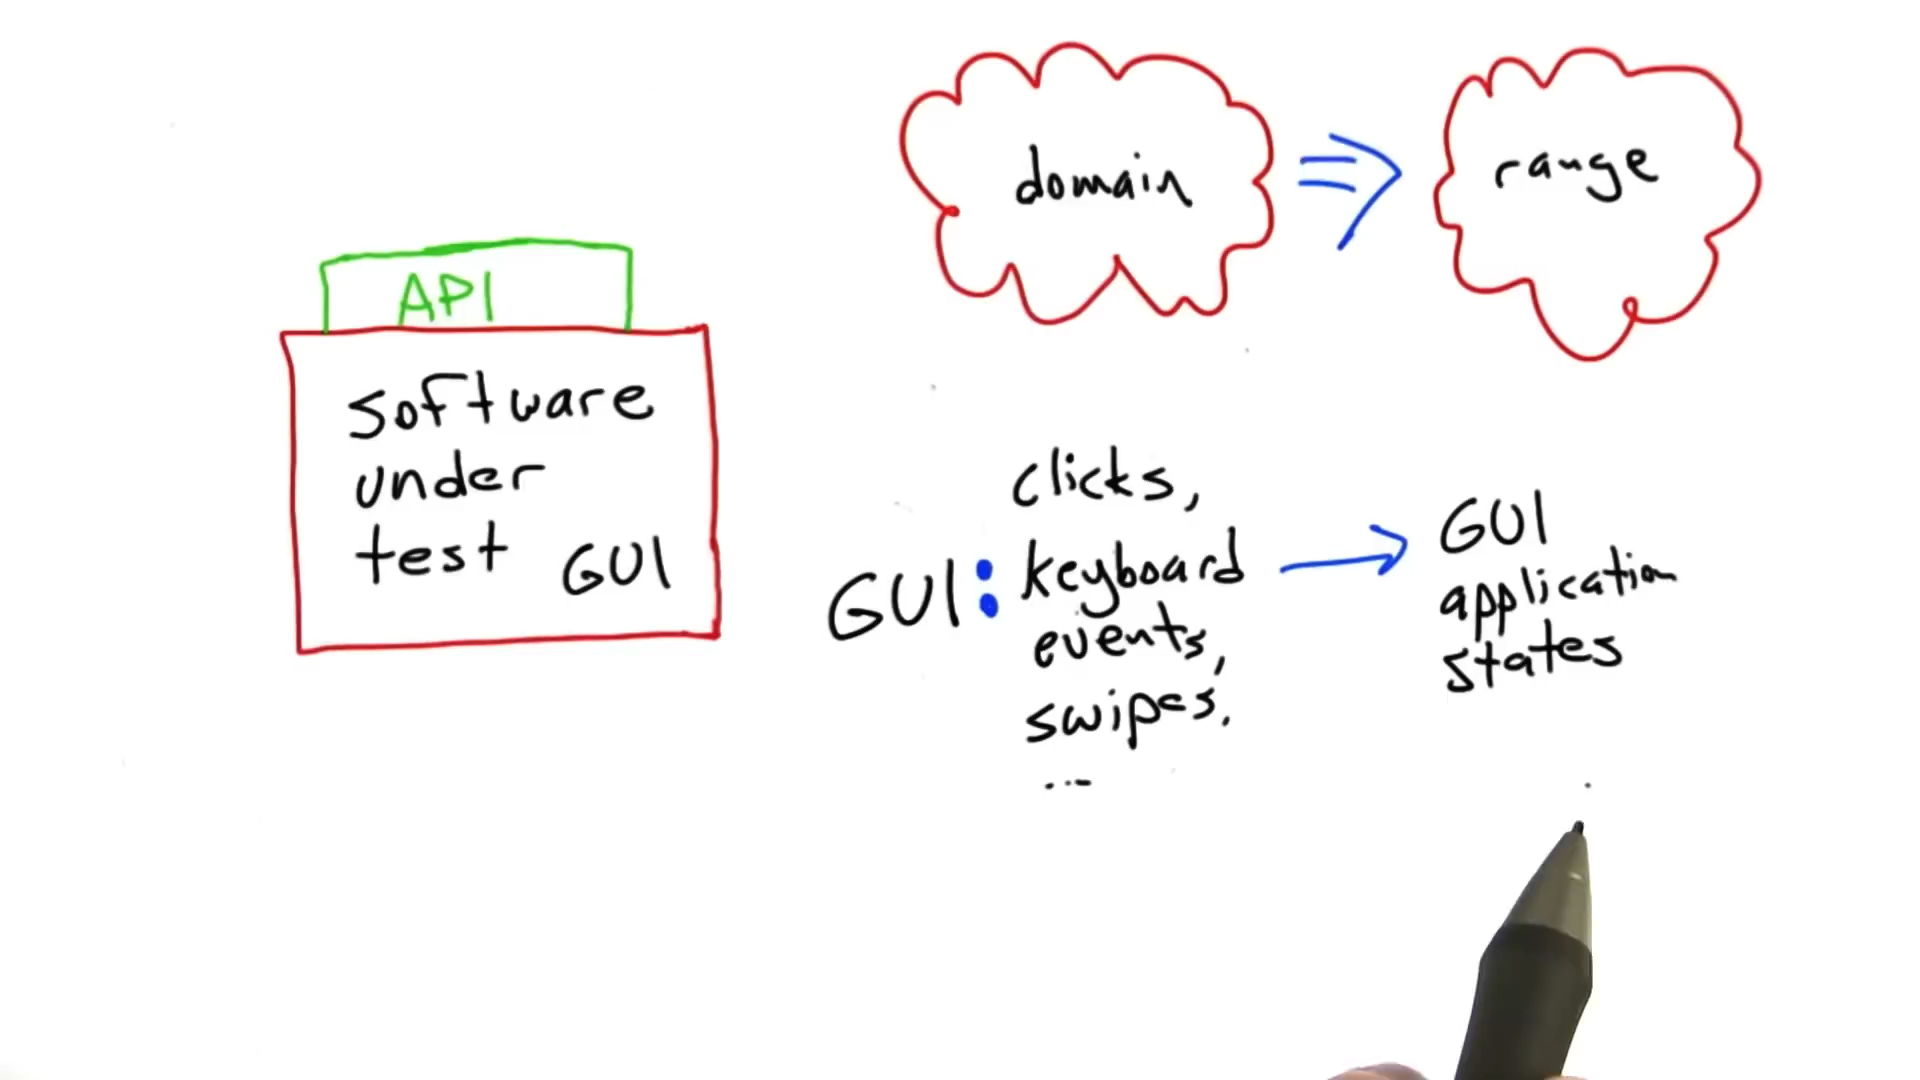 domain
range
API
software
under
test GUI
GUI:
clicks,
keyboard
events,
swipes.
...
GUI
application
states